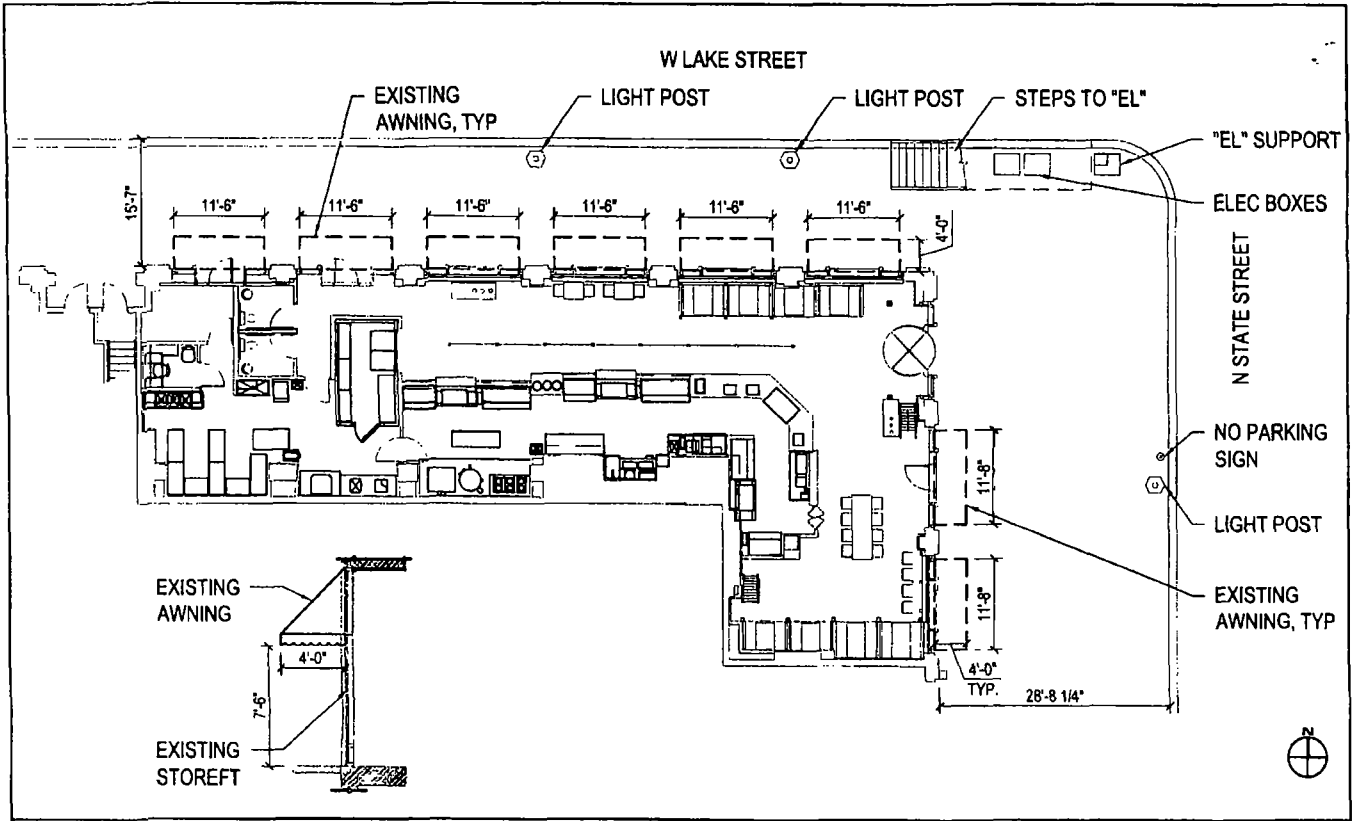 W LAKE STREET
EXISTING
AWNING, TYP
LIGHT POST
LIGHT POST
STEPS TO "EL"
"EL" SUPPORT
ELEC BOXES
15'-7"
11'-6"
11'-6"
11'-6"
11'-6"
11'-6"
11'-6"
4'-0"
N STATE STREET
NO PARKING
SIGN
LIGHT POST
11'-8"
11'-8"
EXISTING
AWNING, TYP
4'-0"
TYP.
28'-8 1/4"
EXISTING
AWNING
4'-0"
7'-6"
EXISTING
STOREFT
N